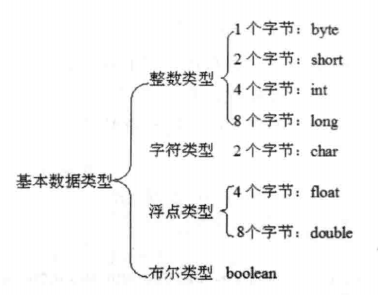 1 个字节：byte
2 个字节：short
整数类型
4 个字节：int
8 个字节：long
字符类型 2 个字节：char
基本数据类型
4 个字节：float
浮点类型
8个字节：double
布尔类型 boolean